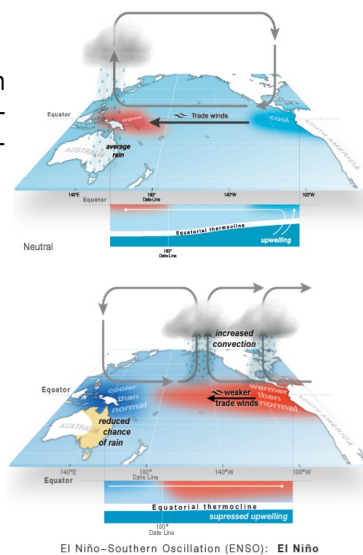 n
-
-
Equator
warm
Trade winds
cool
AUSTRALIA
average
rain
SOUTH AMERICA
140°E
180°
Date Line
140°W
100°W
Equator
Equatorial thermocline
upwelling
180°
Date Line
Neutral
increased
convection
Equator
cooler
than
normal
weaker
trade winds
warmer
than
normal
AUSTRALIA
reduced
chance
of rain
140°E
180°
Date Line
140°W
100°W
Equator
Equatorial thermocline
supressed upwelling
180°
Date Line
El Niño–Southern Oscillation (ENSO): El Niño